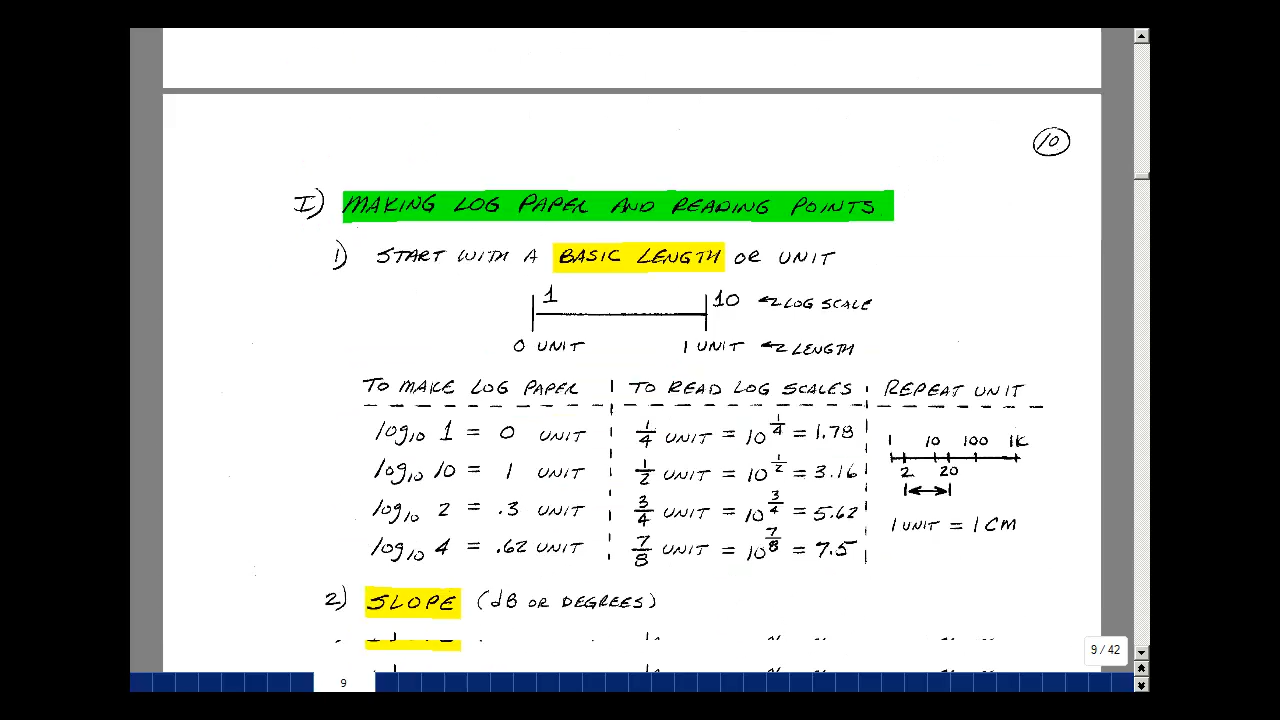 10
I) MAKING LOG PAPER AND READING POINTS
1) START WITH A BASIC LENGTH OR UNIT
1 10 ← LOG SCALE
0 UNIT 1 UNIT ← LENGTH
TO MAKE LOG PAPER TO READ LOG SCALES REPEAT UNIT
log10 1 = 0 UNIT 1/4 UNIT = 10^1/4 = 1.78 1 10 100 1K
log10 10 = 1 UNIT 1/2 UNIT = 10^1/2 = 3.16 2 20
log10 2 = .3 UNIT 3/4 UNIT = 10^3/4 = 5.62 1 UNIT = 1 CM
log10 4 = .62 UNIT 7/8 UNIT = 10^7/8 = 7.5
2) SLOPE (dB OR DEGREES)
9 / 42
9